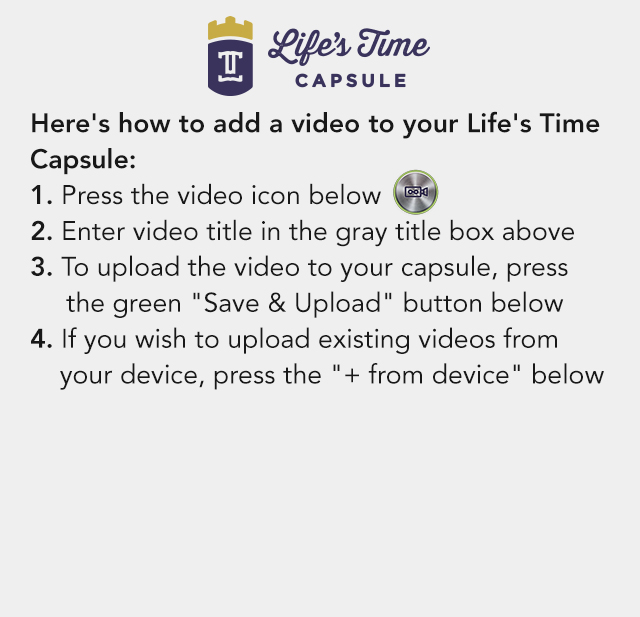 Life's Time
CAPSULE
Here's how to add a video to your Life's Time
Capsule:
1. Press the video icon below
2. Enter video title in the gray title box above
3. To upload the video to your capsule, press
the green "Save & Upload" button below
4. If you wish to upload existing videos from
your device, press the "+ from device" below